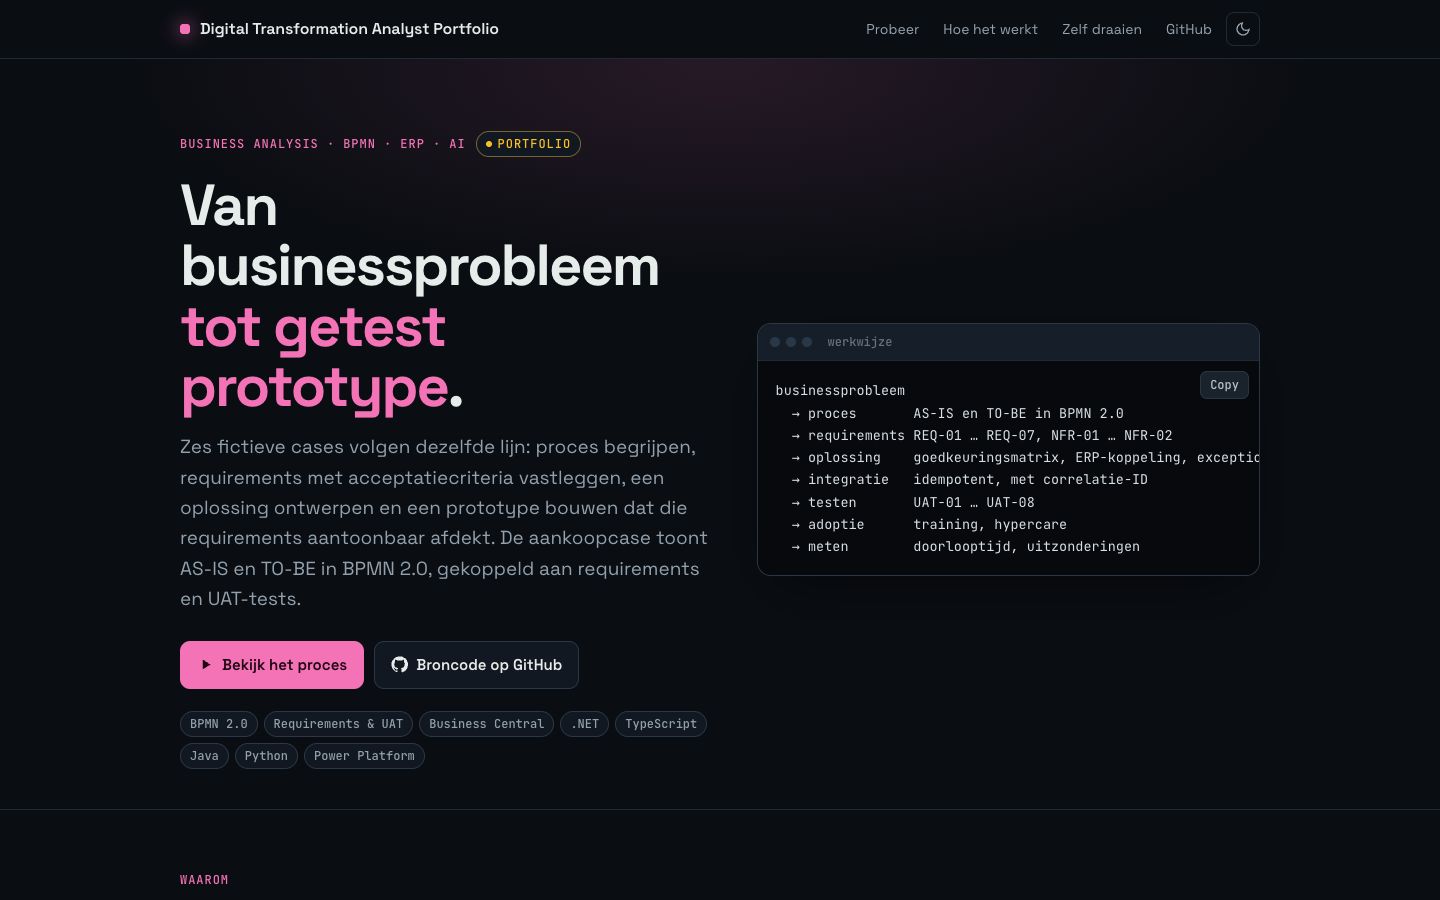 Digital Transformation Analyst Portfolio
Probeer
Hoe het werkt
Zelf draaien
GitHub
BUSINESS ANALYSIS · BPMN · ERP · AI
PORTFOLIO
Van
businessprobleem
tot getest
prototype.
Zes fictieve cases volgen dezelfde lijn: proces begrijpen,
requirements met acceptatiecriteria vastleggen, een
oplossing ontwerpen en een prototype bouwen dat die
requirements aantoonbaar afdekt. De aankoopcase toont
AS-IS en TO-BE in BPMN 2.0, gekoppeld aan requirements
en UAT-tests.
Bekijk het proces
Broncode op GitHub
BPMN 2.0
Requirements & UAT
Business Central
.NET
TypeScript
Java
Python
Power Platform
werkwijze
Copy
businessprobleem
→ proces AS-IS en TO-BE in BPMN 2.0
→ requirements REQ-01 … REQ-07, NFR-01 … NFR-02
→ oplossing goedkeuringsmatrix, ERP-koppeling,
→ integratie idempotent, met correlatie-ID
→ testen UAT-01 … UAT-08
→ adoptie training, hypercare
→ meten doorlooptijd, uitzonderingen
WAAROM